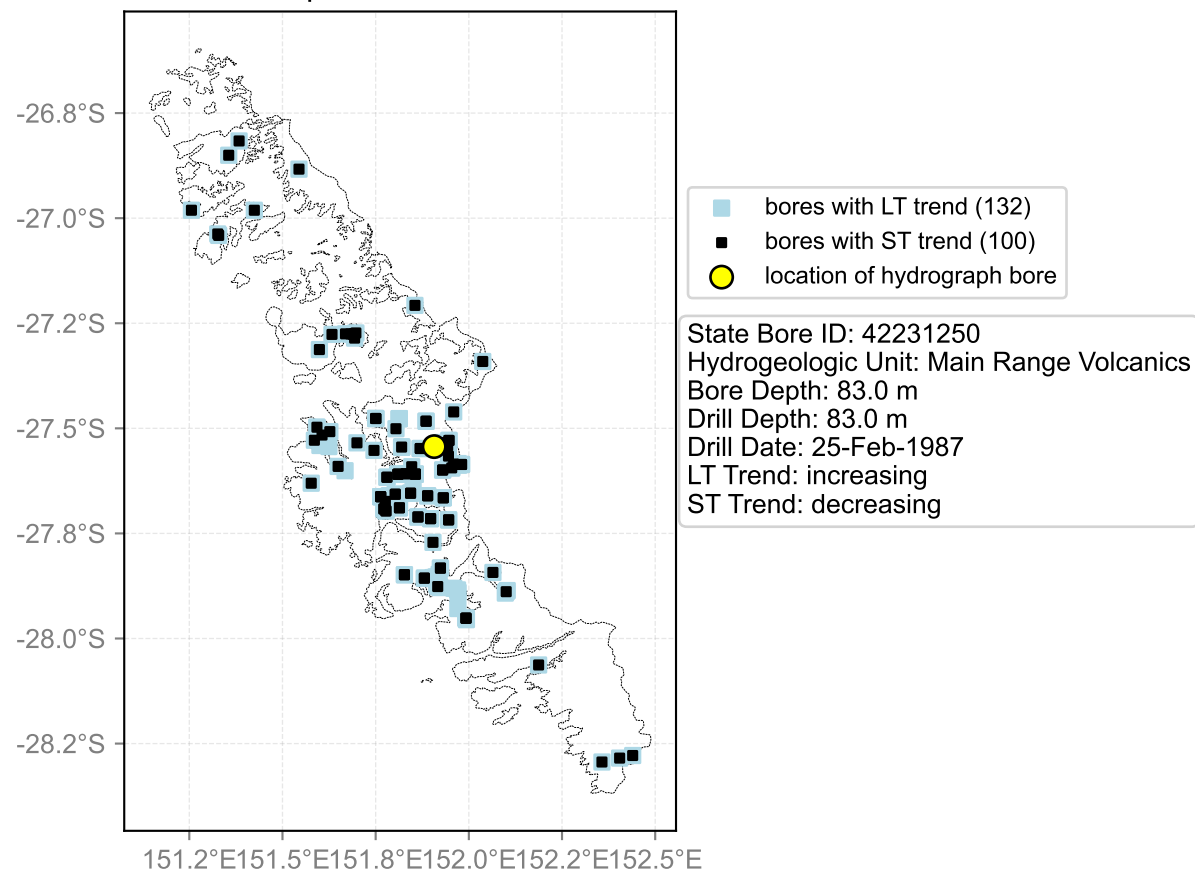 -26.8°S
-27.0°S
-27.2°S
-27.5°S
-27.8°S
-28.0°S
-28.2°S
151.2°E151.5°E151.8°E152.0°E152.2°E152.5°E
bores with LT trend (132)
bores with ST trend (100)
location of hydrograph bore
State Bore ID: 42231250
Hydrogeologic Unit: Main Range Volcanics
Bore Depth: 83.0 m
Drill Depth: 83.0 m
Drill Date: 25-Feb-1987
LT Trend: increasing
ST Trend: decreasing